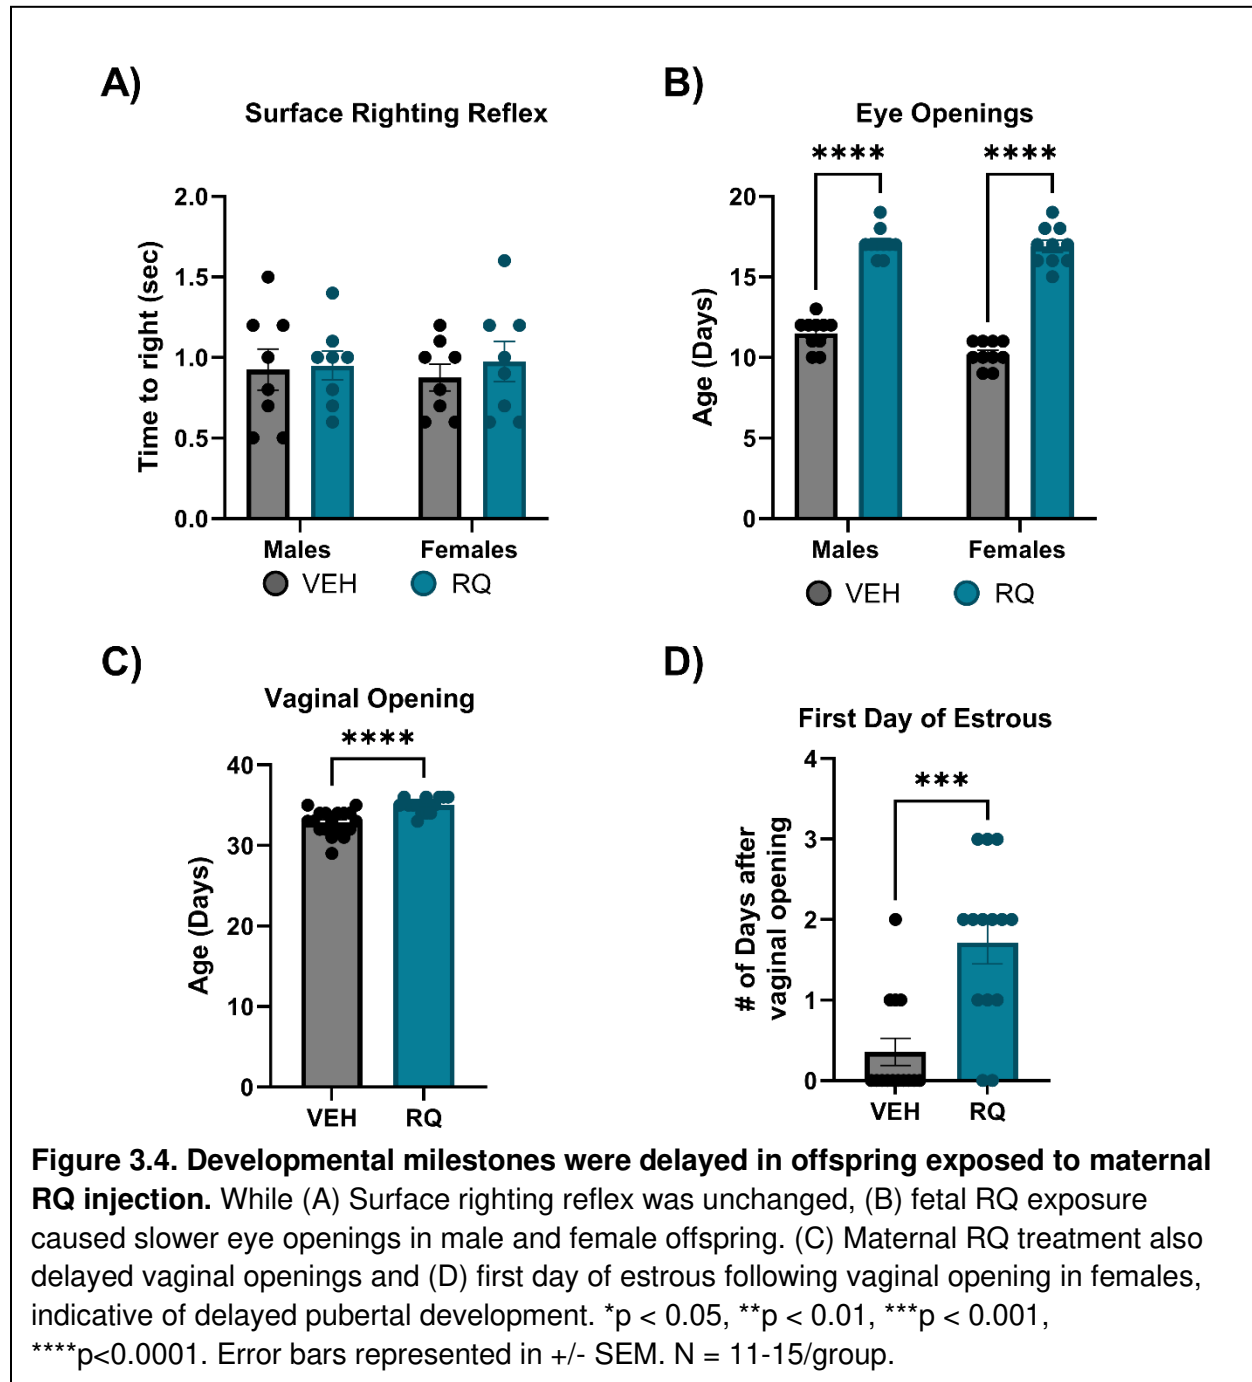 A)
Surface Righting Reflex
Time to right (sec)
2.0
1.5
1.0
0.5
0.0
Males Females
VEH RQ
B)
Eye Openings
**** ****
Age (Days)
20
15
10
5
0
Males Females
VEH RQ
C)
Vaginal Opening
****
Age (Days)
40
30
20
10
0
VEH RQ
D)
First Day of Estrous
***
# of Days after
vaginal opening
4
3
2
1
0
VEH RQ
Figure 3.4. Developmental milestones were delayed in offspring exposed to maternal
RQ injection. While (A) Surface righting reflex was unchanged, (B) fetal RQ exposure
caused slower eye openings in male and female offspring. (C) Maternal RQ treatment also
delayed vaginal openings and (D) first day of estrous following vaginal opening in females,
indicative of delayed pubertal development. *p < 0.05, **p < 0.01, ***p < 0.001,
****p<0.0001. Error bars represented in +/- SEM. N = 11-15/group.